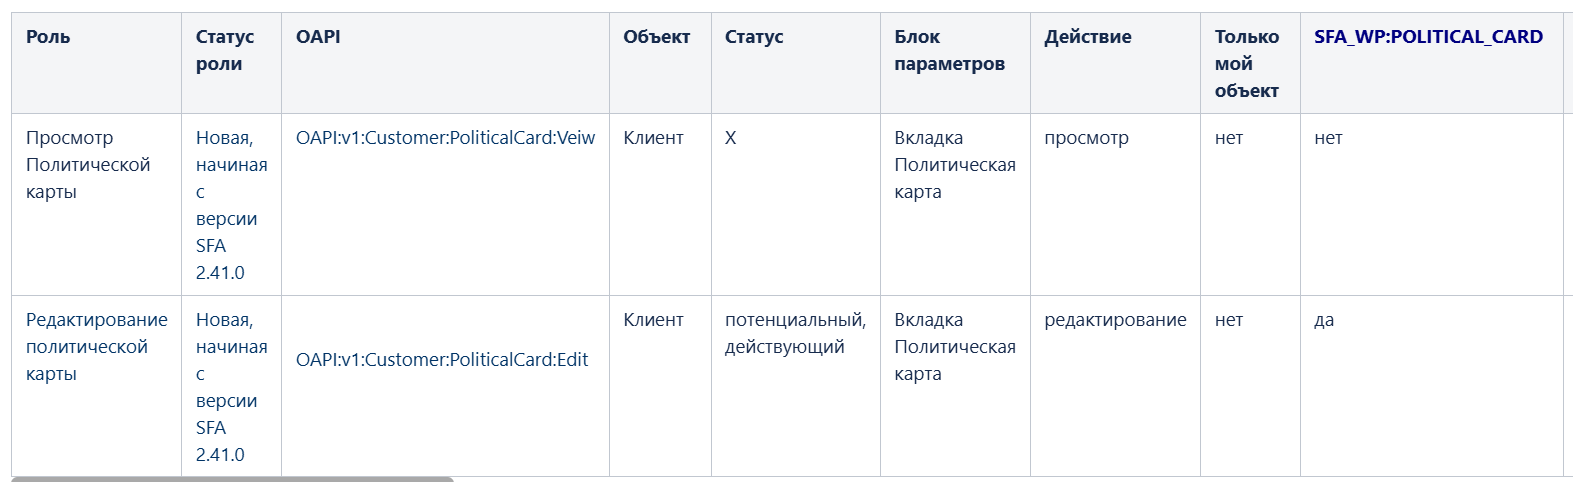 Роль
Статус
роли
OAPI
Объект
Статус
Блок
параметров
Действие
Только
мой
объект
SFA_WP:POLITICAL_CARD
Просмотр
Политической
карты
Новая,
начиная
с
версии
SFA
2.41.0
OAPI:v1:Customer:PoliticalCard:Veiw
Клиент
X
Вкладка
Политическая
карта
просмотр
нет
нет
Редактирование
политической
карты
Новая,
начиная
с
версии
SFA
2.41.0
OAPI:v1:Customer:PoliticalCard:Edit
Клиент
потенциальный,
действующий
Вкладка
Политическая
карта
редактирование
нет
да